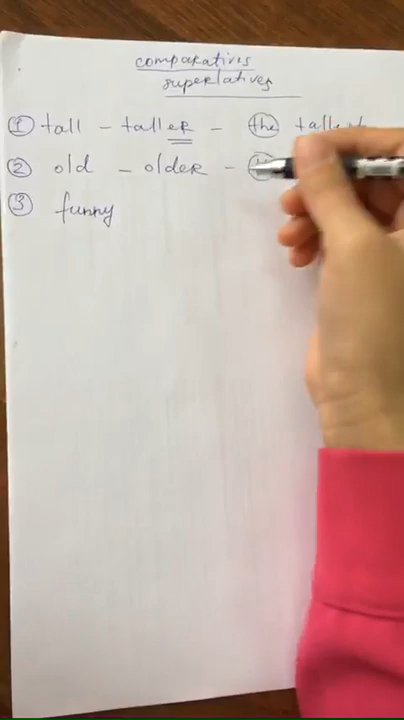 comparatives
superlatives
① tall - taller - the
② old - older -
③ funny